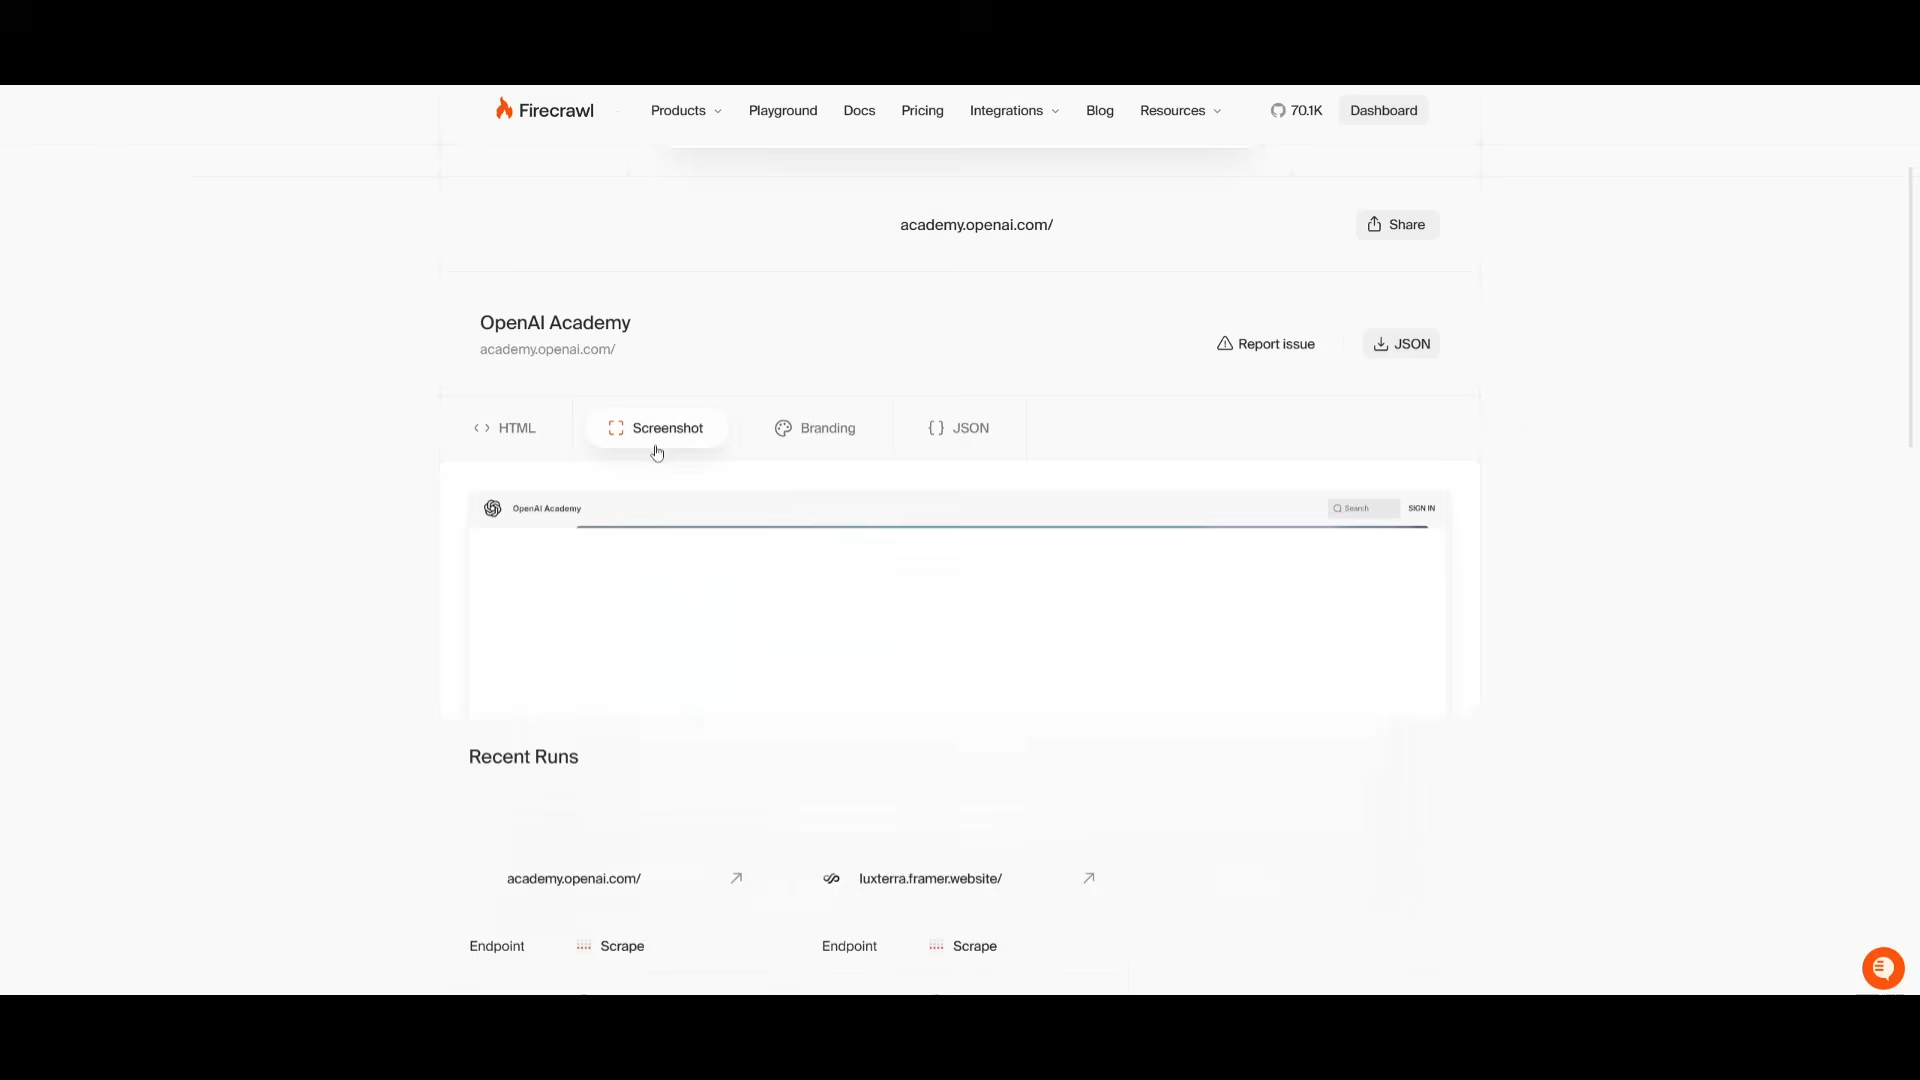 Firecrawl Products Playground Docs Pricing Integrations Blog Resources 70.1K Dashboard
academy.openai.com/ Share
OpenAI Academy
academy.openai.com/
Report issue JSON
HTML Screenshot Branding JSON
OpenAI Academy Search SIGN IN
Recent Runs
academy.openai.com/ luxterra.framer.website/
Endpoint Scrape Endpoint Scrape